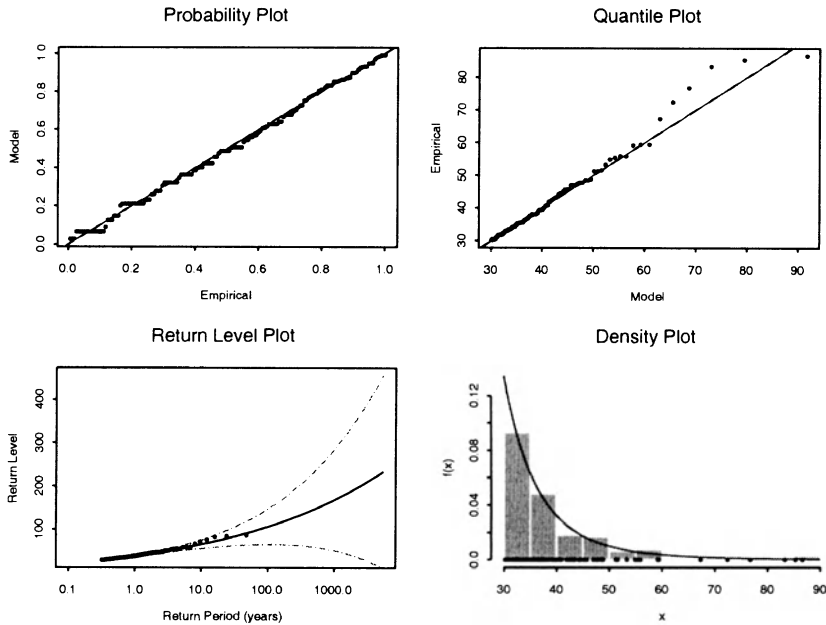 Probability Plot
Model
0.0 0.2 0.4 0.6 0.8 1.0
0.0 0.2 0.4 0.6 0.8 1.0
Empirical
Quantile Plot
Empirical
30 40 50 60 70 80
30 40 50 60 70 80 90
Model
Return Level Plot
Return Level
100 200 300 400
0.1 1.0 10.0 100.0 1000.0
Return Period (years)
Density Plot
f(x)
0.0 0.04 0.08 0.12
30 40 50 60 70 80 90
x